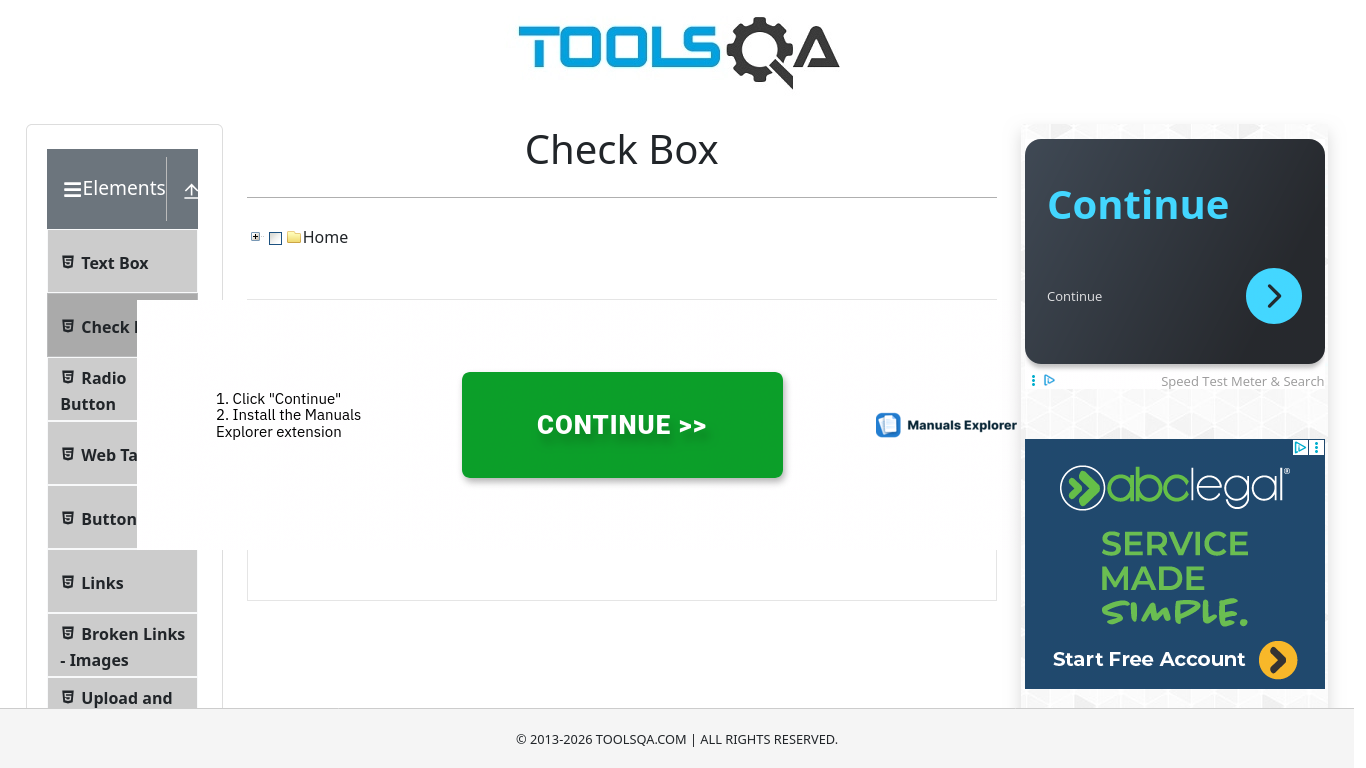 TOOLSQA
Check Box
Elements
Text Box
Check
Radio
Button
Web Ta
Button
Links
Broken Links
- Images
Upload and
Home
1. Click "Continue"
2. Install the Manuals
Explorer extension
CONTINUE >>
Manuals Explorer
Continue
Continue
Speed Test Meter & Search
abclegal®
SERVICE
MADE
SIMPLE.
Start Free Account
© 2013-2026 TOOLSQA.COM | ALL RIGHTS RESERVED.